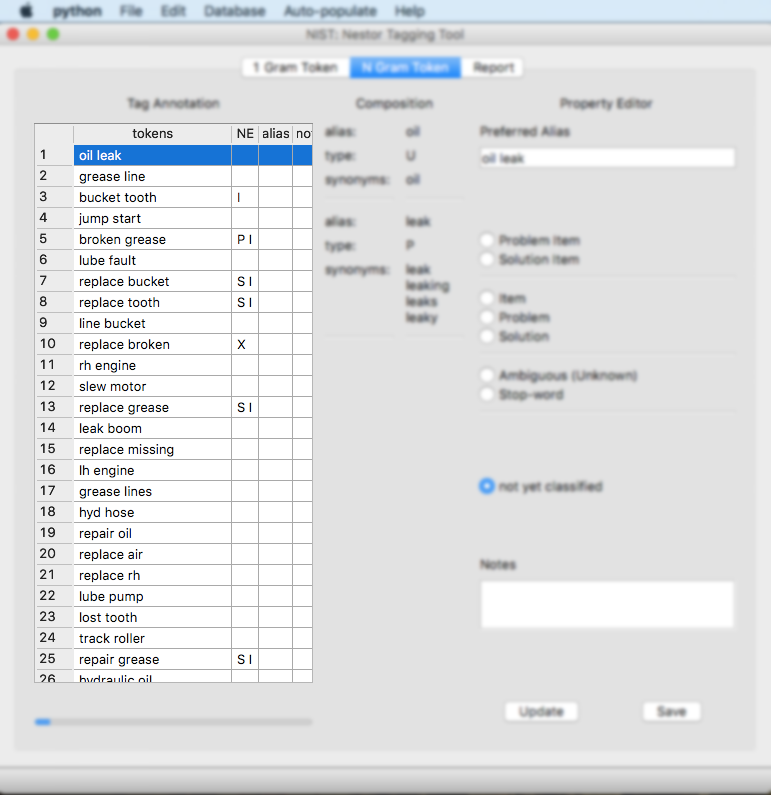 python File Edit Database Auto-populate Help
NIST: Nestor Tagging Tool
1 Gram Token N Gram Token Report
Tag Annotation
tokens NE alias no
1 oil leak
2 grease line
3 bucket tooth I
4 jump start
5 broken grease P I
6 lube fault
7 replace bucket S I
8 replace tooth S I
9 line bucket
10 replace broken X
11 rh engine
12 slew motor
13 replace grease S I
14 leak boom
15 replace missing
16 lh engine
17 grease lines
18 hyd hose
19 repair oil
20 replace air
21 replace rh
22 lube pump
23 lost tooth
24 track roller
25 repair grease S I
26 hydraulic oil
Composition
alias: oil
type: U
synonyms: oil
alias: leak
type: P
synonyms: leak
leaking
leaks
leaky
Property Editor
Preferred Alias
oil leak
Problem Item
Solution Item
Item
Problem
Solution
Ambiguous (Unknown)
Stop-word
not yet classified
Notes
Update Save